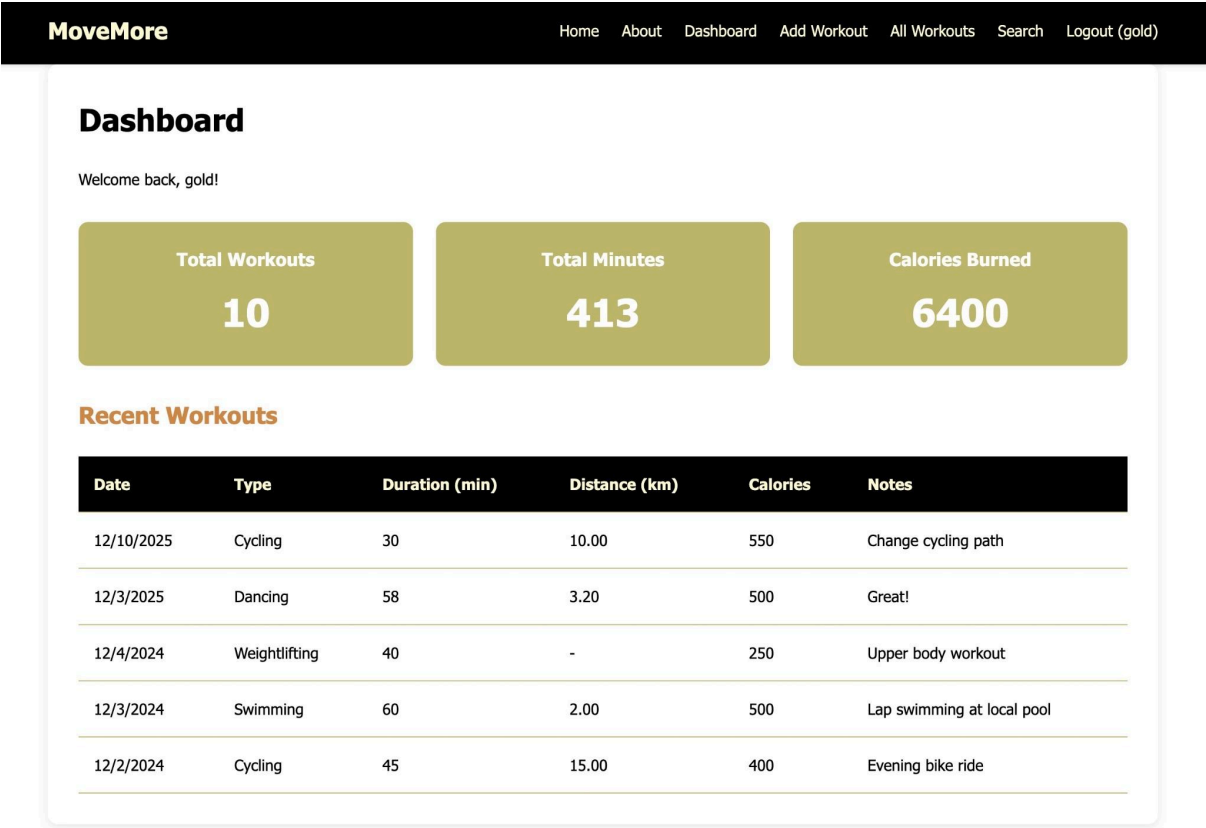 MoveMore Home About Dashboard Add Workout All Workouts Search Logout (gold)
Dashboard
Welcome back, gold!
Total Workouts Total Minutes Calories Burned
10 413 6400
Recent Workouts
Date Type Duration (min) Distance (km) Calories Notes
12/10/2025 Cycling 30 10.00 550 Change cycling path
12/3/2025 Dancing 58 3.20 500 Great!
12/4/2024 Weightlifting 40 - 250 Upper body workout
12/3/2024 Swimming 60 2.00 500 Lap swimming at local pool
12/2/2024 Cycling 45 15.00 400 Evening bike ride